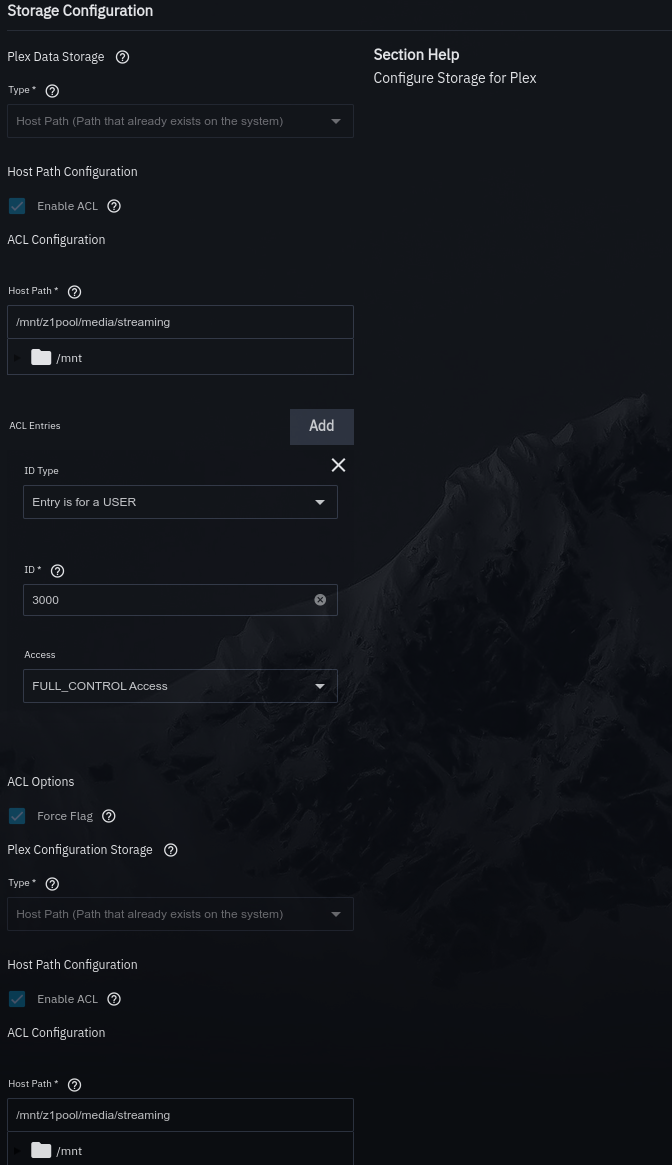 Storage Configuration
Plex Data Storage
Section Help
Configure Storage for Plex
Type *
Host Path (Path that already exists on the system)
Host Path Configuration
Enable ACL
ACL Configuration
Host Path *
/mnt/z1pool/media/streaming
/mnt
ACL Entries
Add
ID Type
Entry is for a USER
ID *
3000
Access
FULL_CONTROL Access
ACL Options
Force Flag
Plex Configuration Storage
Type *
Host Path (Path that already exists on the system)
Host Path Configuration
Enable ACL
ACL Configuration
Host Path *
/mnt/z1pool/media/streaming
/mnt